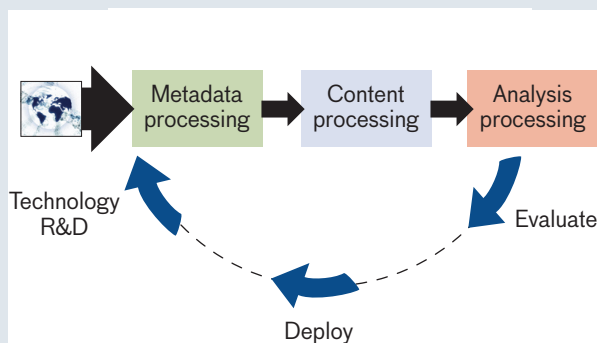 Metadata
processing
Content
processing
Analysis
processing
Technology
R&D
Evaluate
Deploy